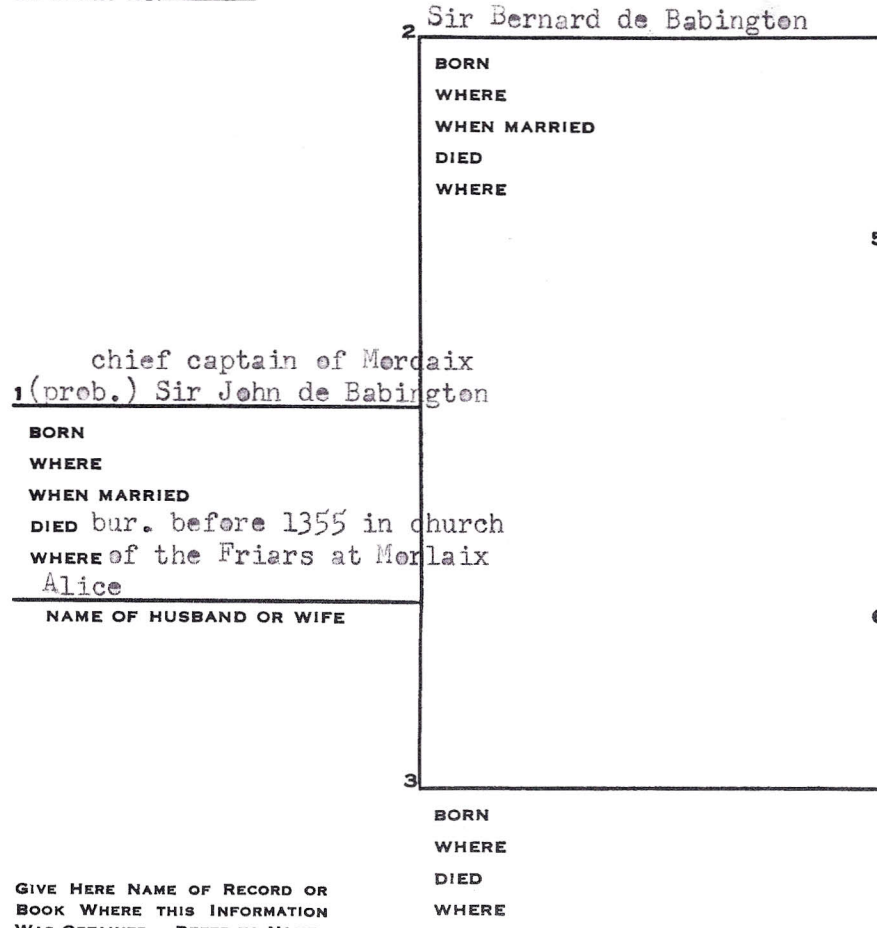 2 Sir Bernard de Babington
BORN
WHERE
WHEN MARRIED
DIED
WHERE
5
chief captain of Mordaix
1 (prob.) Sir John de Babington
BORN
WHERE
WHEN MARRIED
DIED bur. before 1355 in church
WHERE of the Friars at Morlaix
Alice
NAME OF HUSBAND OR WIFE
6
3
BORN
WHERE
DIED
WHERE
GIVE HERE NAME OF RECORD OR
BOOK WHERE THIS INFORMATION